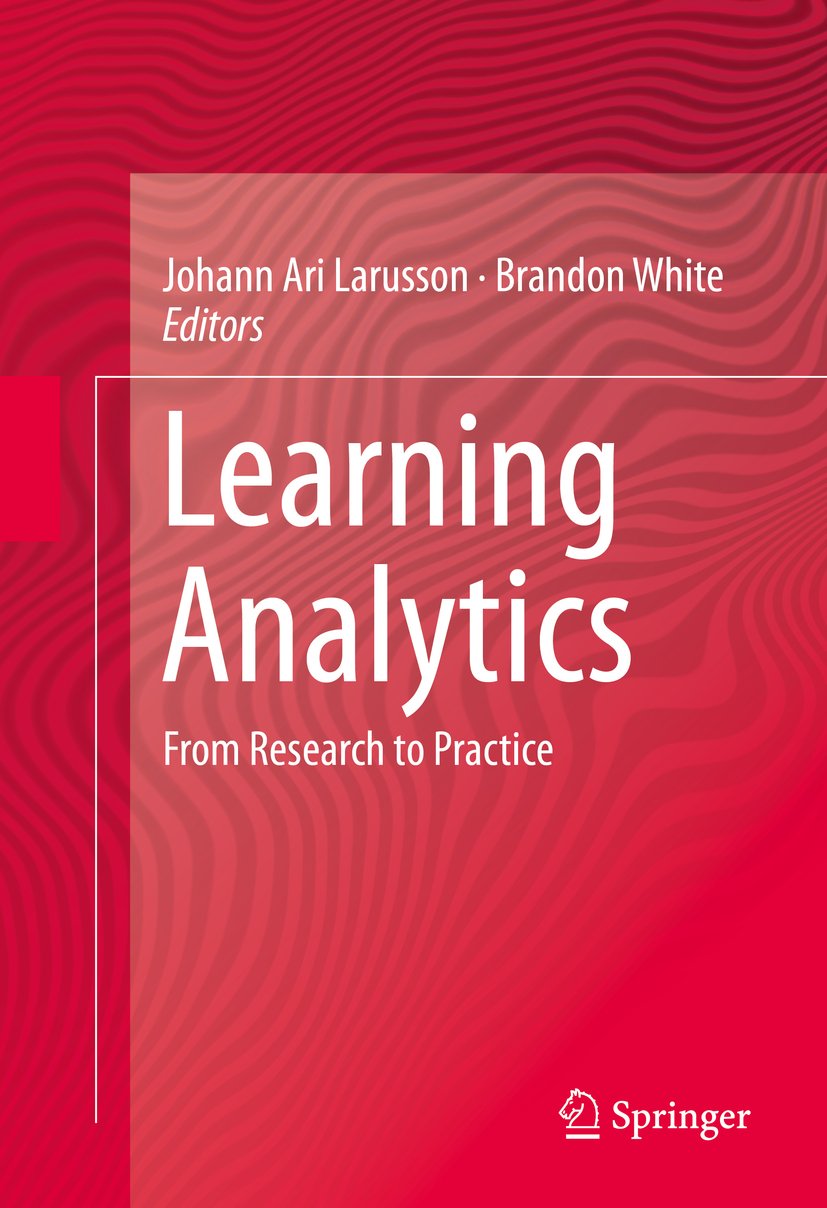 Johann Ari Larusson · Brandon White
Editors
Learning
Analytics
From Research to Practice
Springer